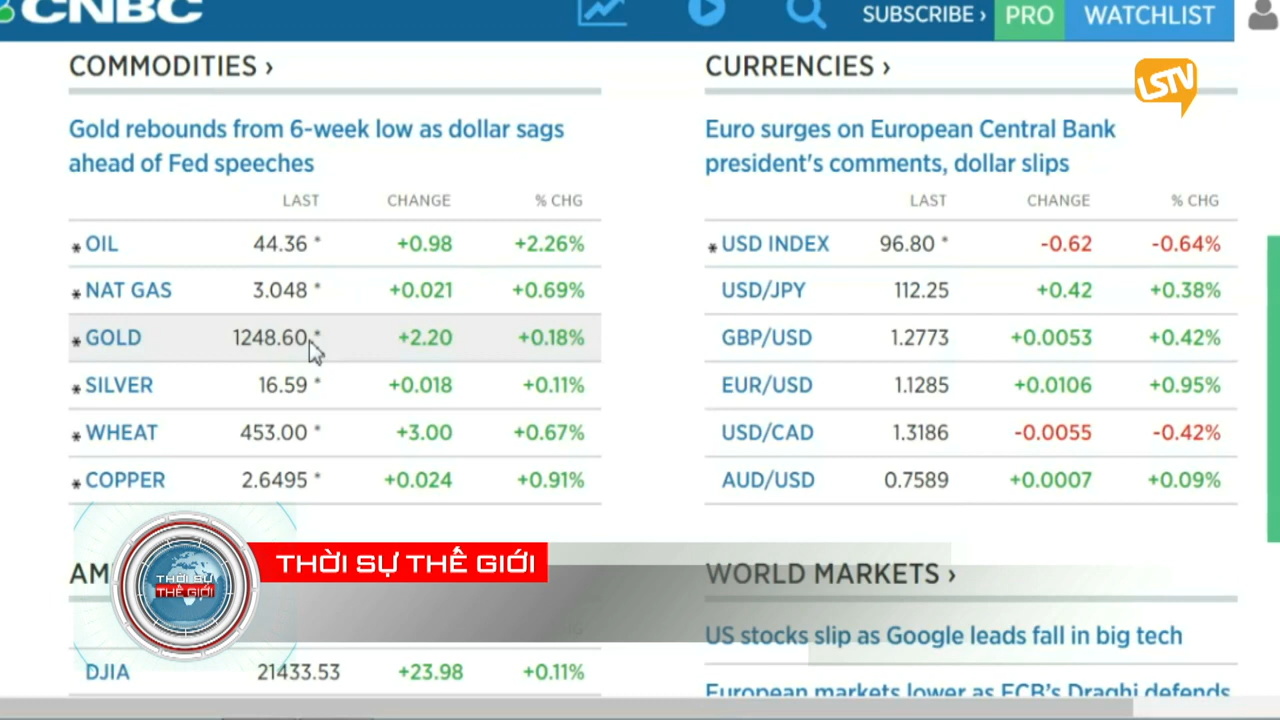 CNBC
SUBSCRIBE ›
PRO
WATCHLIST
LSTV
COMMODITIES ›
Gold rebounds from 6-week low as dollar sags
ahead of Fed speeches
LAST CHANGE % CHG
* OIL 44.36 * +0.98 +2.26%
* NAT GAS 3.048 * +0.021 +0.69%
* GOLD 1248.60 * +2.20 +0.18%
* SILVER 16.59 * +0.018 +0.11%
* WHEAT 453.00 * +3.00 +0.67%
* COPPER 2.6495 * +0.024 +0.91%
CURRENCIES ›
Euro surges on European Central Bank
president's comments, dollar slips
LAST CHANGE % CHG
* USD INDEX 96.80 * -0.62 -0.64%
USD/JPY 112.25 +0.42 +0.38%
GBP/USD 1.2773 +0.0053 +0.42%
EUR/USD 1.1285 +0.0106 +0.95%
USD/CAD 1.3186 -0.0055 -0.42%
AUD/USD 0.7589 +0.0007 +0.09%
THỜI SỰ THẾ GIỚI
THỜI SỰ
THẾ GIỚI
DJIA 21433.53 +23.98 +0.11%
WORLD MARKETS ›
US stocks slip as Google leads fall in big tech
European markets lower as ECB's Draghi defends